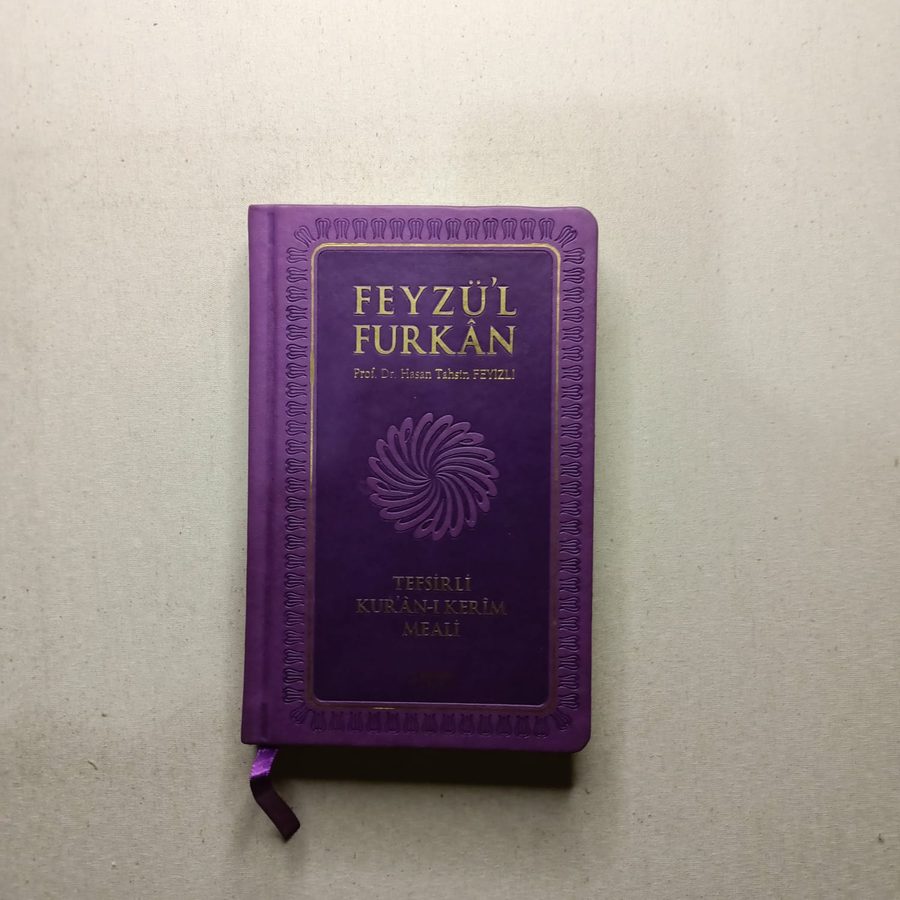 FEYZÜ'L
FURKÂN
Prof. Dr. Hasan Tahsin FEYİZLİ
TEFSİRLİ
KUR'ÂN-I KERÎM
MEALİ